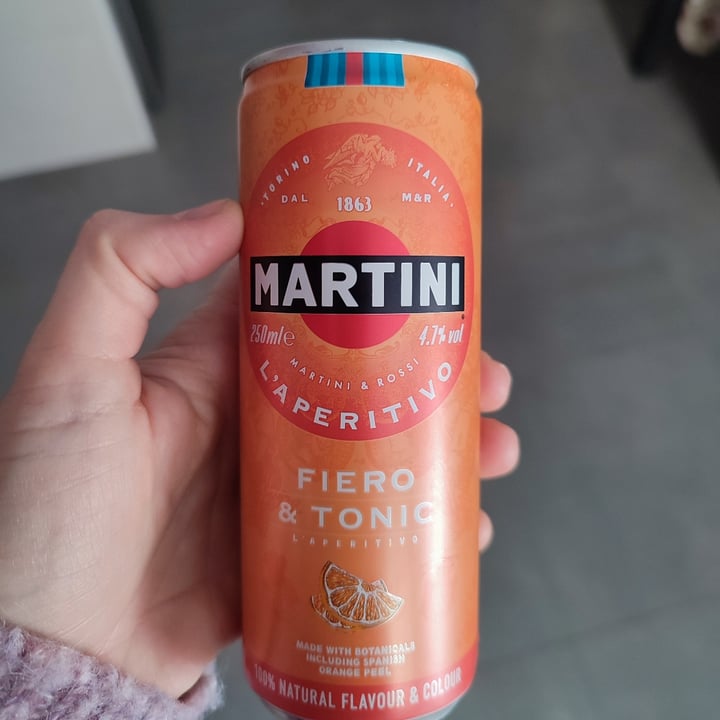 TORINO ITALIA
DAL 1863 M&R
MARTINI
250ml℮ 4.7% vol
MARTINI & ROSSI
L'APERITIVO
FIERO
& TONIC
L'APERITIVO
MADE WITH BOTANICALS
INCLUDING SPANISH
ORANGE PEEL
100% NATURAL FLAVOUR & COLOUR